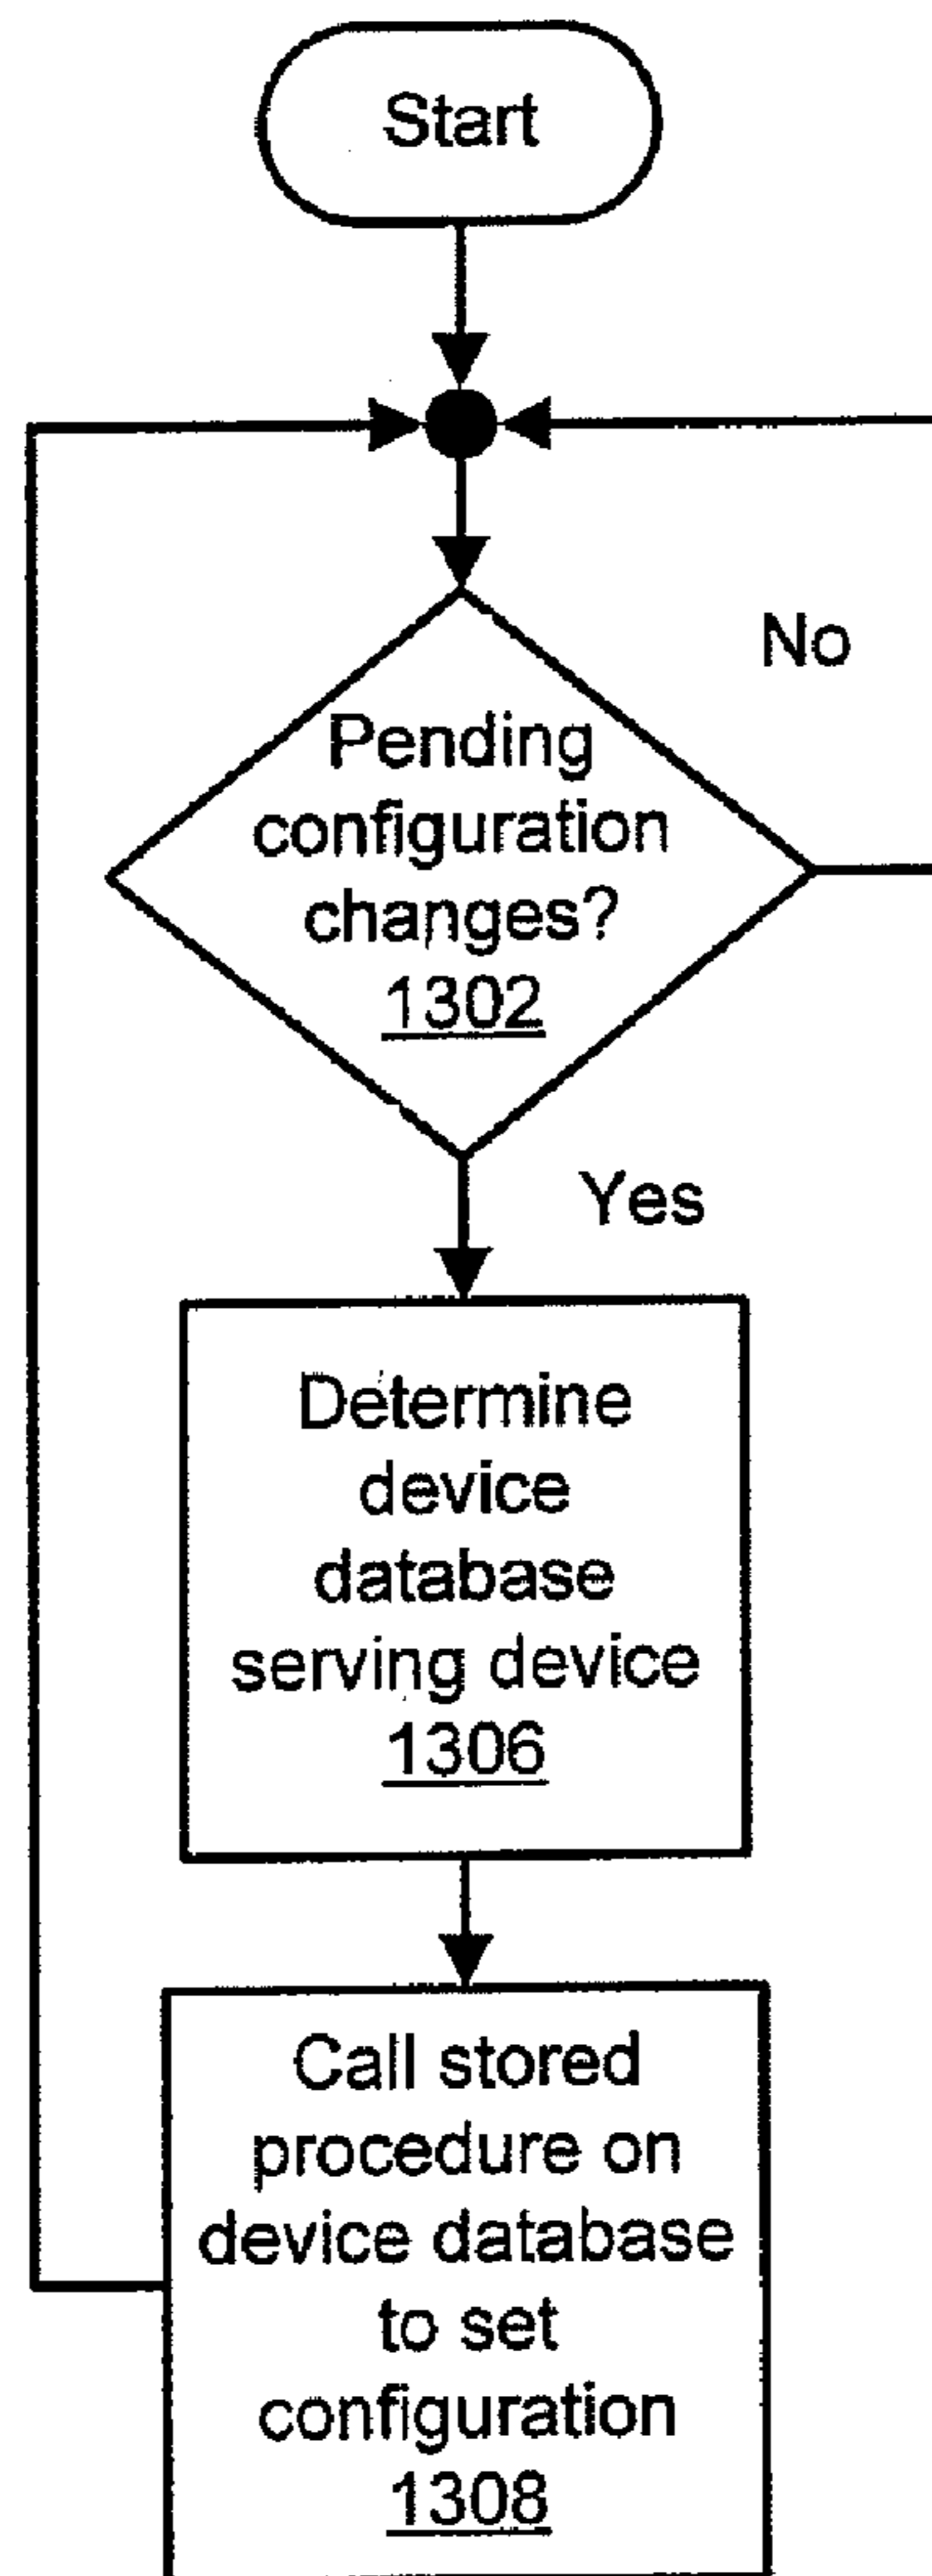 Start
No
Pending
configuration
changes?
1302
Yes
Determine
device
database
serving device
1306
Call stored
procedure on
device database
to set
configuration
1308